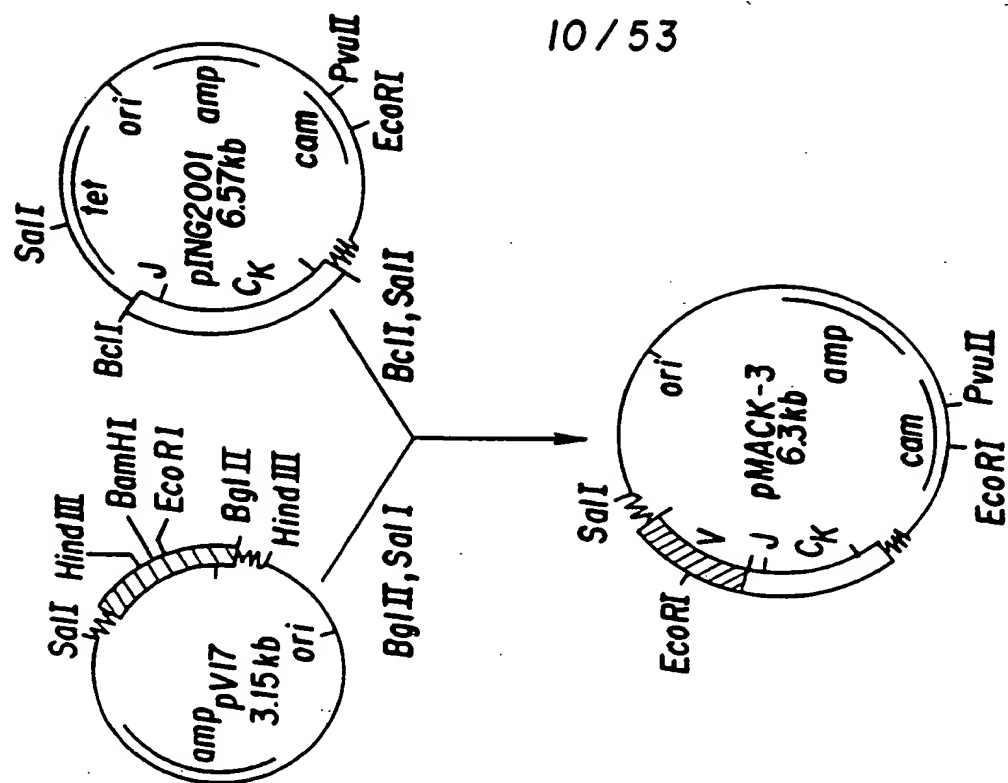 10/53
SalI
HindIII
BamHI
EcoRI
BglII
HindIII
ori
amp
pV17
3.15kb
BglII, SalI
SalI
tet
ori
amp
PvuII
cam
EcoRI
pING2001
6.57kb
BclI
J
CK
BclI, SalI
SalI
ori
amp
PvuII
cam
EcoRI
pMACK-3
6.3kb
V
J
CK
EcoRI